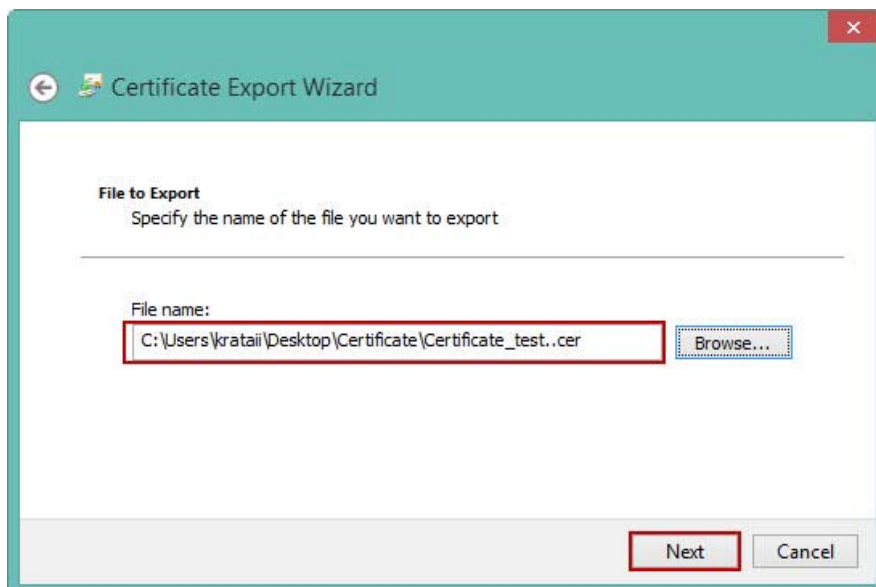 Certificate Export Wizard
File to Export
Specify the name of the file you want to export
File name:
C:\Users\krataii\Desktop\Certificate\Certificate_test..cer
Browse...
Next
Cancel